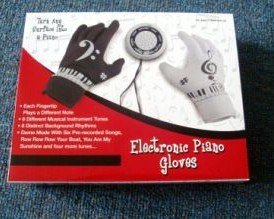 Turn Any
Surface Into
A Piano
• Each Fingertip
Plays a Different Note
• 8 Different Musical Instrument Tones
• 8 Distinct Background Rhythms
• Demo Mode With Six Pre-recorded Songs,
Row Row Row Your Boat, You Are My
Sunshine and four more tunes...
Electronic Piano
Gloves